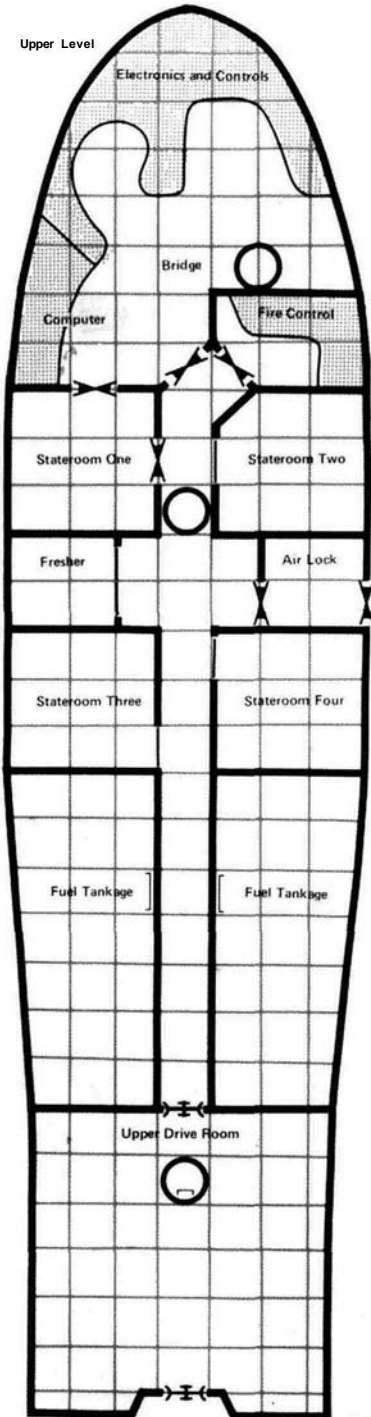 Upper Level
Electronics and Controls
Bridge
Computer
Fire Control
Stateroom One
Stateroom Two
Fresher
Air Lock
Stateroom Three
Stateroom Four
Fuel Tankage
Fuel Tankage
Upper Drive Room